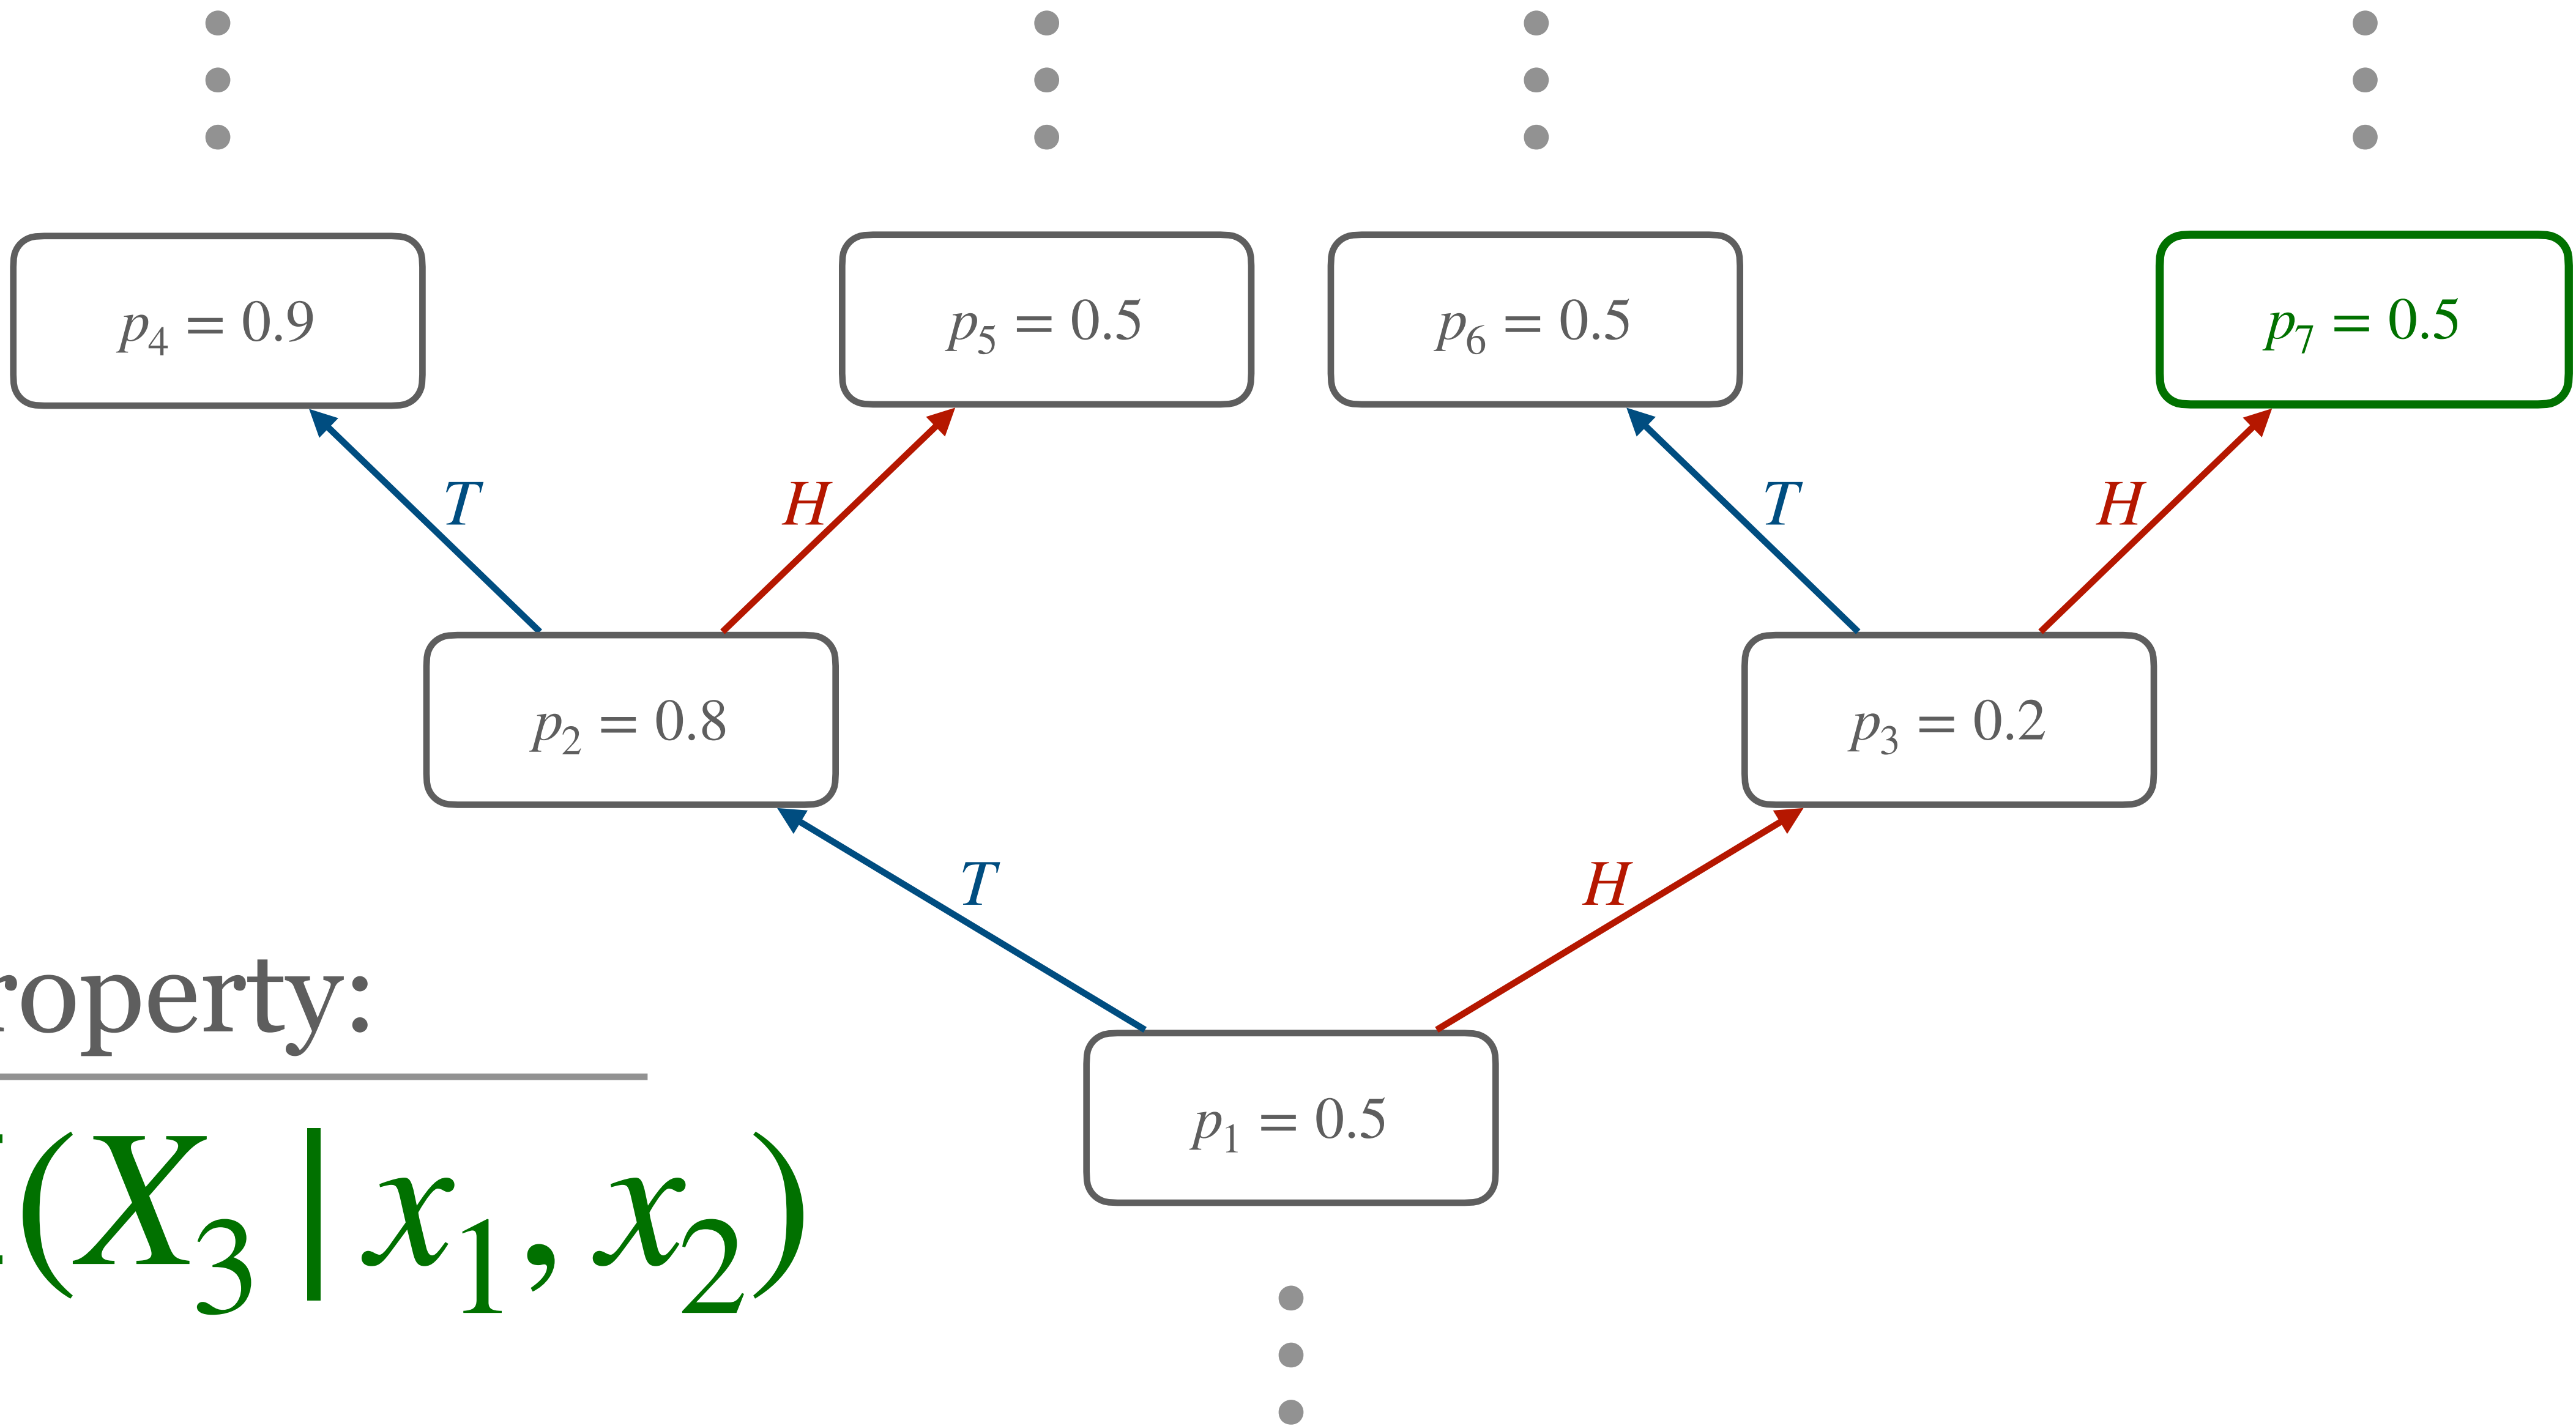 p₄ = 0.9
p₅ = 0.5
p₆ = 0.5
p₇ = 0.5
T
H
T
H
p₂ = 0.8
p₃ = 0.2
T
H
roperty:
p₁ = 0.5
(X₃ | x₁, x₂)